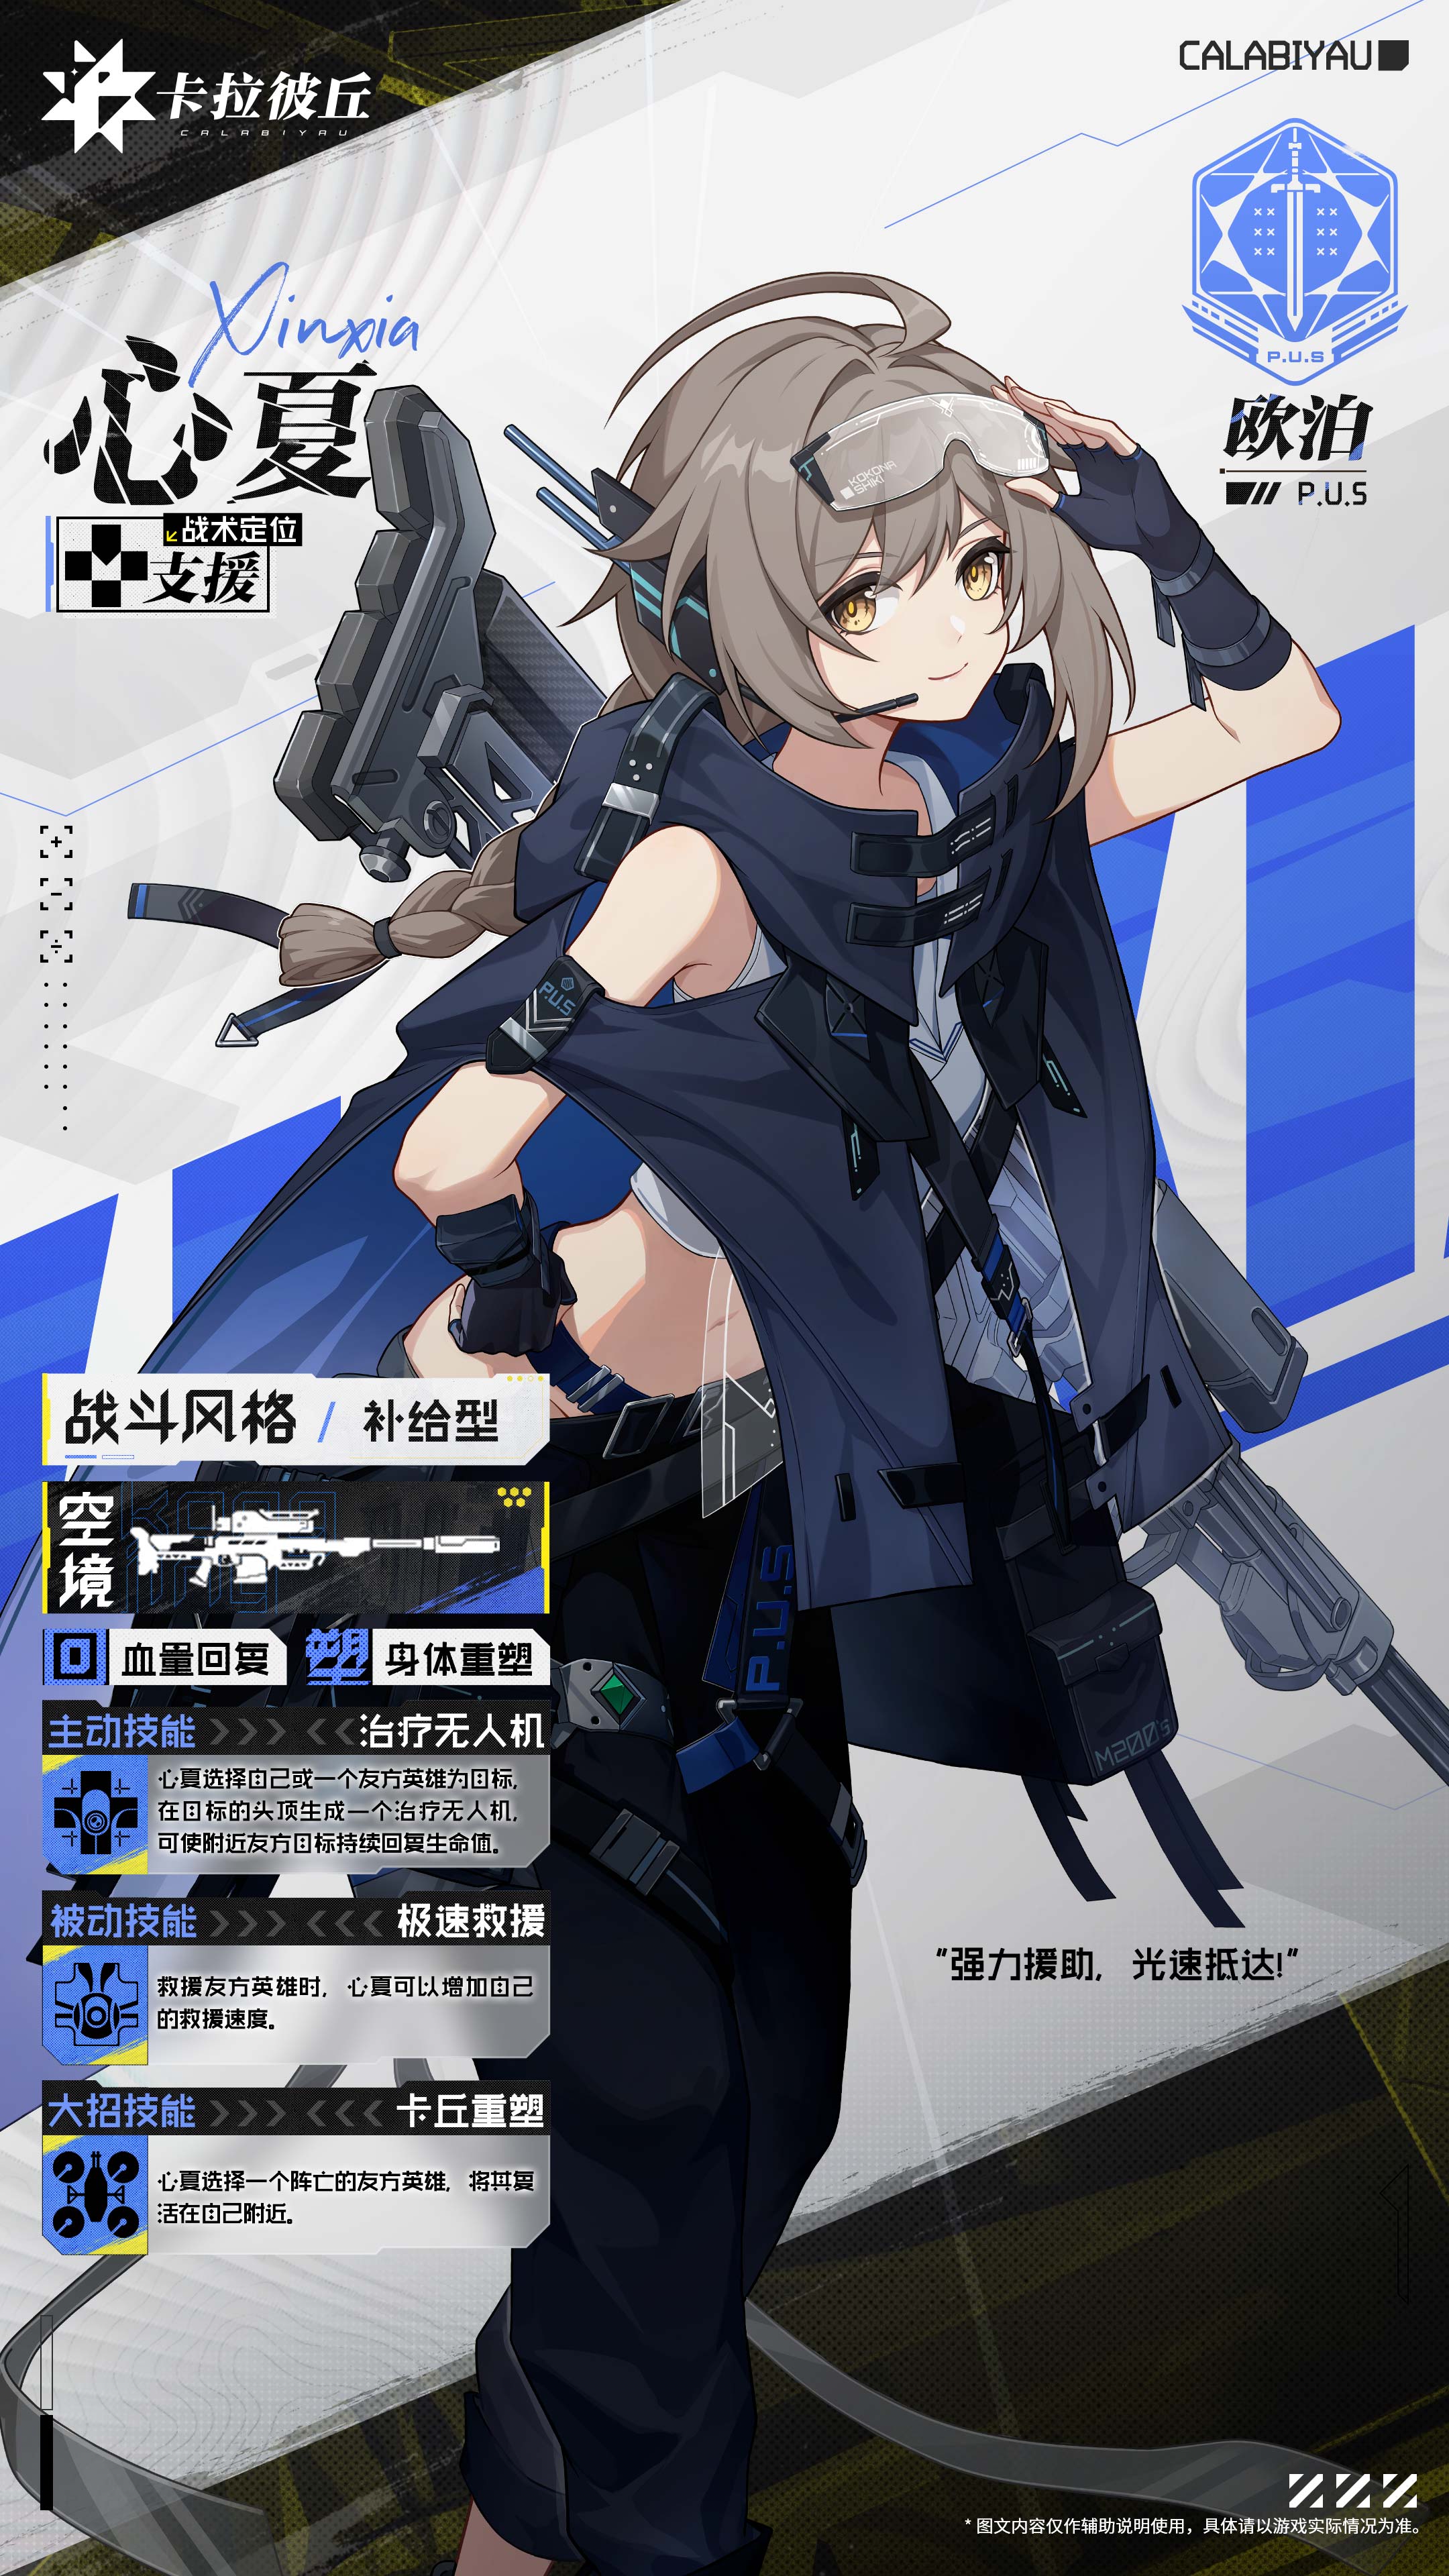 卡拉彼丘
CALABIYAU
CALABIYAU
P.U.S
欧泊
P.U.S
Xinxia
心夏
战术定位
支援
KOKONA
SHIKI
P.U.S
战斗风格 / 补给型
空境
回 血量回复 塑 身体重塑
主动技能 治疗无人机
心夏选择自己或一个友方英雄为目标,
在目标的头顶生成一个治疗无人机,
可使附近友方目标持续回复生命值。
P.U.S
M200's
被动技能 极速救援
救援友方英雄时, 心夏可以增加自己
的救援速度。
"强力援助, 光速抵达!"
大招技能 卡丘重塑
心夏选择一个阵亡的友方英雄, 将其复
活在自己附近。
* 图文内容仅作辅助说明使用，具体请以游戏实际情况为准。